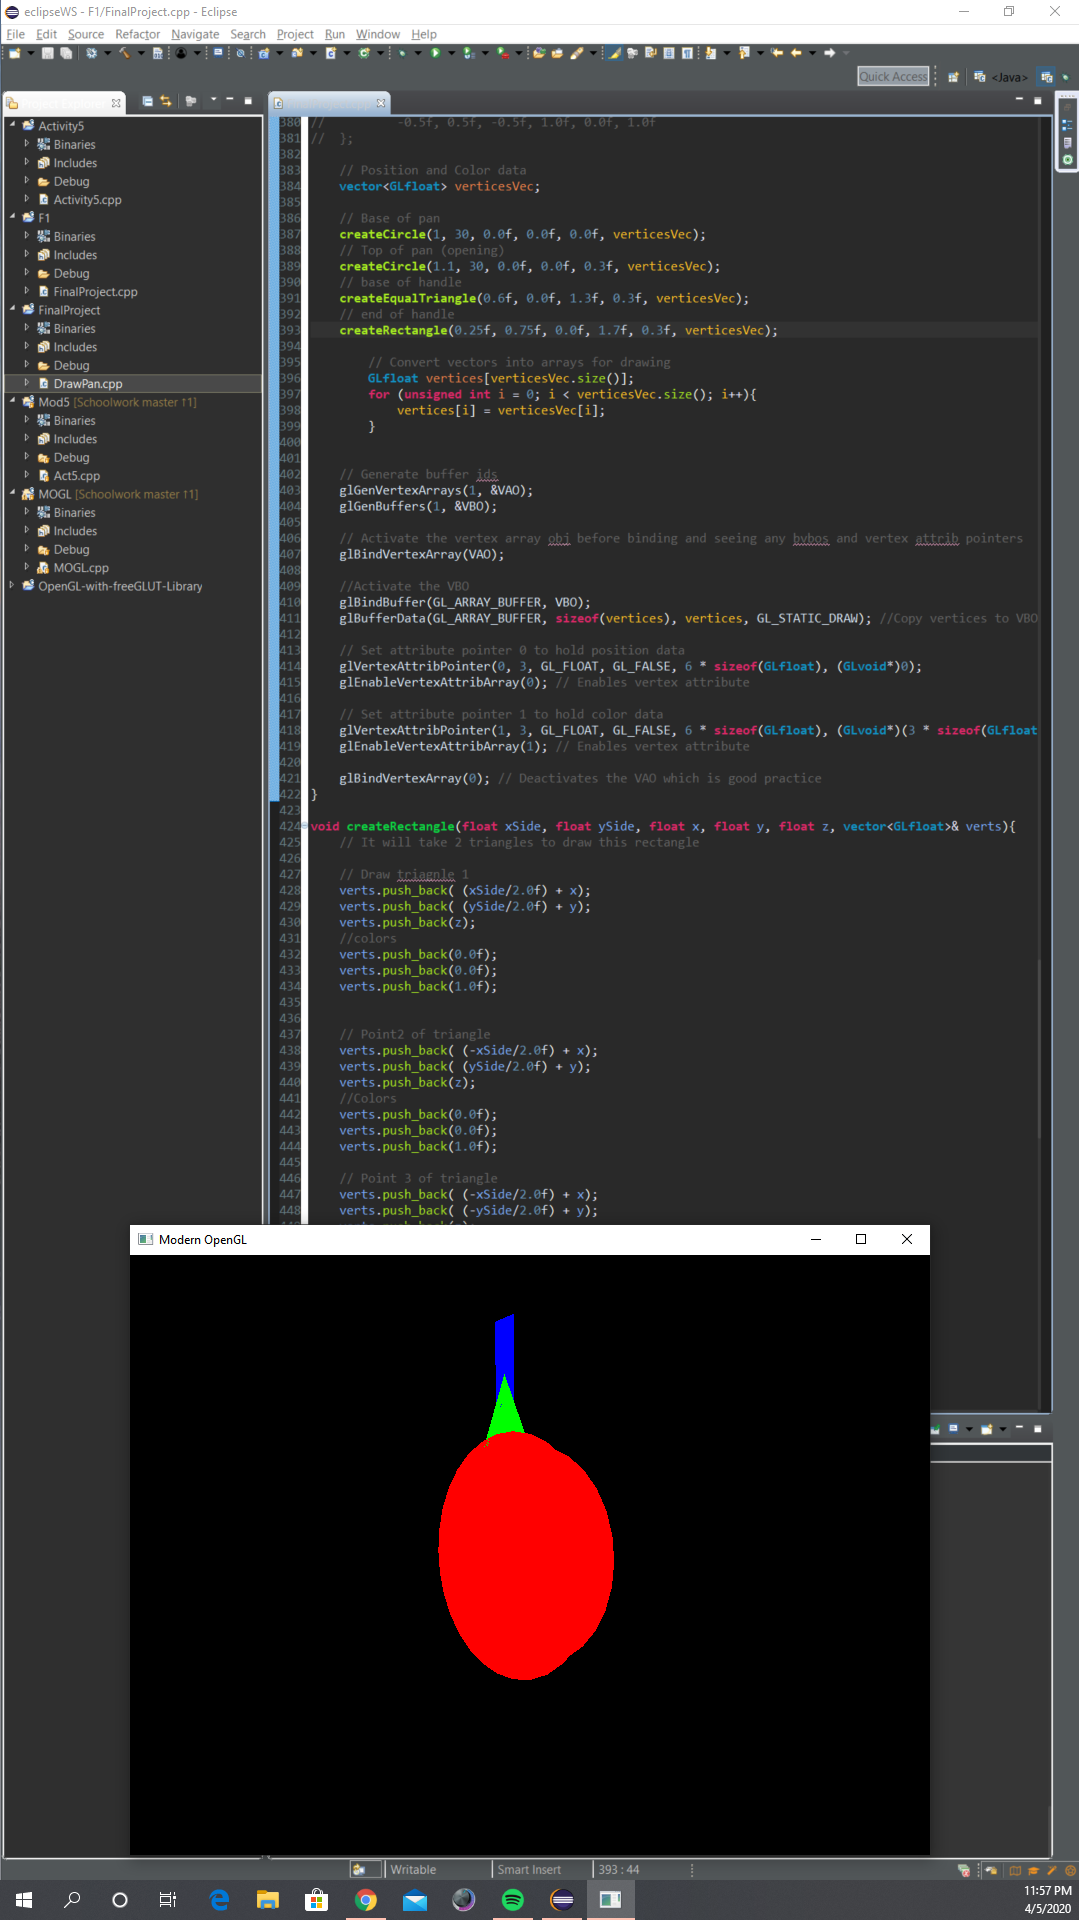 eclipseWS - F1/FinalProject.cpp - Eclipse
File Edit Source Refactor Navigate Search Project Run Window Help
Quick Access
<Java>
Activity5
Binaries
Includes
Debug
Activity5.cpp
F1
Binaries
Includes
Debug
FinalProject.cpp
FinalProject
Binaries
Includes
Debug
DrawPan.cpp
Mod5 [Schoolwork master ↑1]
Binaries
Includes
Debug
Act5.cpp
MOGL [Schoolwork master ↑1]
Binaries
Includes
Debug
MOGL.cpp
OpenGL-with-freeGLUT-Library
380 // -0.5f, 0.5f, -0.5f, 1.0f, 0.0f, 1.0f
381 // };
382
383 // Position and Color data
384 vector<GLfloat> verticesVec;
385
386 // Base of pan
387 createCircle(1, 30, 0.0f, 0.0f, 0.0f, verticesVec);
388 // Top of pan (opening)
389 createCircle(1.1, 30, 0.0f, 0.0f, 0.3f, verticesVec);
390 // base of handle
391 createEqualTriangle(0.6f, 0.0f, 1.3f, 0.3f, verticesVec);
392 // end of handle
393 createRectangle(0.25f, 0.75f, 0.0f, 1.7f, 0.3f, verticesVec);
394
395 // Convert vectors into arrays for drawing
396 GLfloat vertices[verticesVec.size()];
397 for (unsigned int i = 0; i < verticesVec.size(); i++){
398 vertices[i] = verticesVec[i];
399 }
400
401
402 // Generate buffer ids
403 glGenVertexArrays(1, &VAO);
404 glGenBuffers(1, &VBO);
405
406 // Activate the vertex array obj before binding and seeing any bvbos and vertex attrib pointers
407 glBindVertexArray(VAO);
408
409 //Activate the VBO
410 glBindBuffer(GL_ARRAY_BUFFER, VBO);
411 glBufferData(GL_ARRAY_BUFFER, sizeof(vertices), vertices, GL_STATIC_DRAW); //Copy vertices to VBO
412
413 // Set attribute pointer 0 to hold position data
414 glVertexAttribPointer(0, 3, GL_FLOAT, GL_FALSE, 6 * sizeof(GLfloat), (GLvoid*)0);
415 glEnableVertexAttribArray(0); // Enables vertex attribute
416
417 // Set attribute pointer 1 to hold color data
418 glVertexAttribPointer(1, 3, GL_FLOAT, GL_FALSE, 6 * sizeof(GLfloat), (GLvoid*)(3 * sizeof(GLfloat
419 glEnableVertexAttribArray(1); // Enables vertex attribute
420
421 glBindVertexArray(0); // Deactivates the VAO which is good practice
422 }
423
424 void createRectangle(float xSide, float ySide, float x, float y, float z, vector<GLfloat>& verts){
425 // It will take 2 triangles to draw this rectangle
426
427 // Draw triagnle 1
428 verts.push_back( (xSide/2.0f) + x);
429 verts.push_back( (ySide/2.0f) + y);
430 verts.push_back(z);
431 //colors
432 verts.push_back(0.0f);
433 verts.push_back(0.0f);
434 verts.push_back(1.0f);
435
436
437 // Point2 of triangle
438 verts.push_back( (-xSide/2.0f) + x);
439 verts.push_back( (ySide/2.0f) + y);
440 verts.push_back(z);
441 //Colors
442 verts.push_back(0.0f);
443 verts.push_back(0.0f);
444 verts.push_back(1.0f);
445
446 // Point 3 of triangle
447 verts.push_back( (-xSide/2.0f) + x);
448 verts.push_back( (-ySide/2.0f) + y);
Modern OpenGL
Writable
Smart Insert
393 : 44
11:57 PM
4/5/2020